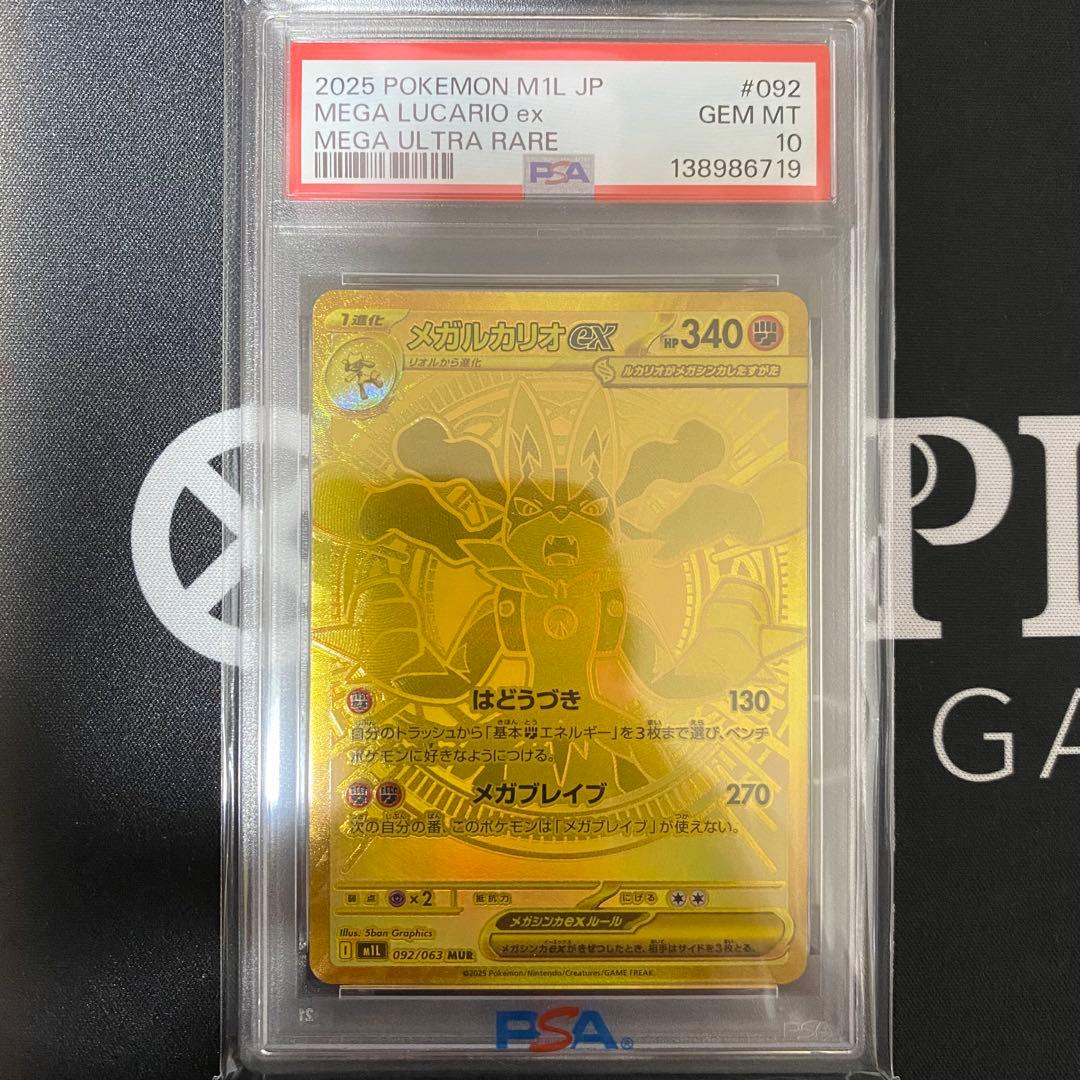 2025 POKEMON M1L JP #092
MEGA LUCARIO ex GEM MT
MEGA ULTRA RARE 10
PSA 138986719
1進化 メガルカリオex HP 340
リオルから進化 ルカリオがメガシンカしたすがた
はどうづき 130
自分のトラッシュから「基本エネルギー」を3枚まで選び、ベンチ
ポケモンに好きなようにつける。
メガブレイブ 270
次の自分の番、このポケモンは「メガブレイブ」が使えない。
弱点 ×2 抵抗力 にげる
メガシンカexルール
メガシンカexがきぜつしたとき、相手はサイドを3枚とる。
Illus. 5ban Graphics
M1L 092/063 MUR
©2025 Pokémon/Nintendo/Creatures/GAME FREAK.
PSA®
GA